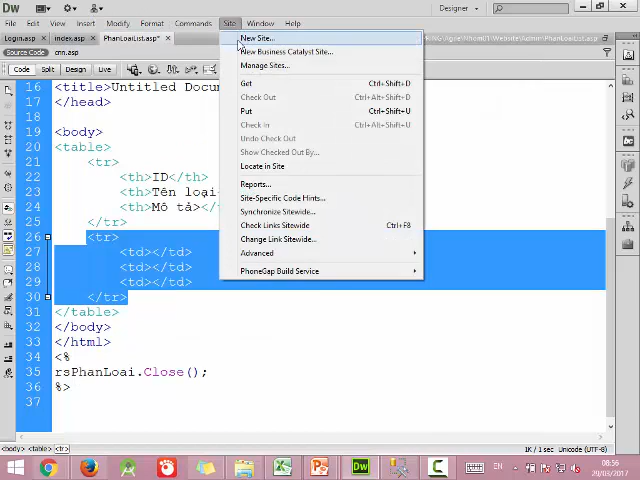 Dw
Designer
File Edit View Insert Modify Format Commands Site Window Help
Login.asp × index.asp × PhanLoaiList.asp* ×
Source Code cnn.asp
Code Split Design Live
New Site...
New Business Catalyst Site...
Manage Sites...
Get Ctrl+Shift+D
Check Out Ctrl+Alt+Shift+D
Put Ctrl+Shift+U
Check In Ctrl+Alt+Shift+U
Undo Check Out
Show Checked Out By...
Locate in Site
Reports...
Site-Specific Code Hints...
Synchronize Sitewide...
Check Links Sitewide Ctrl+F8
Change Link Sitewide...
Advanced
PhoneGap Build Service
16 <title>Untitled Docum
17 </head>
18
19 <body>
20 <table>
21 <tr>
22 <th>ID</th>
23 <th>Tên loại
24 <th>Mô tả></
25 </tr>
26 <tr>
27 <td></td>
28 <td></td>
29 <td></td>
30 </tr>
31 </table>
32 </body>
33 </html>
34 <%
35 rsPhanLoai.Close();
36 %>
37
<body> <table> <tr>
1K / 1 sec Unicode (UTF-8)
Dw
EN
08:56
20/03/2017